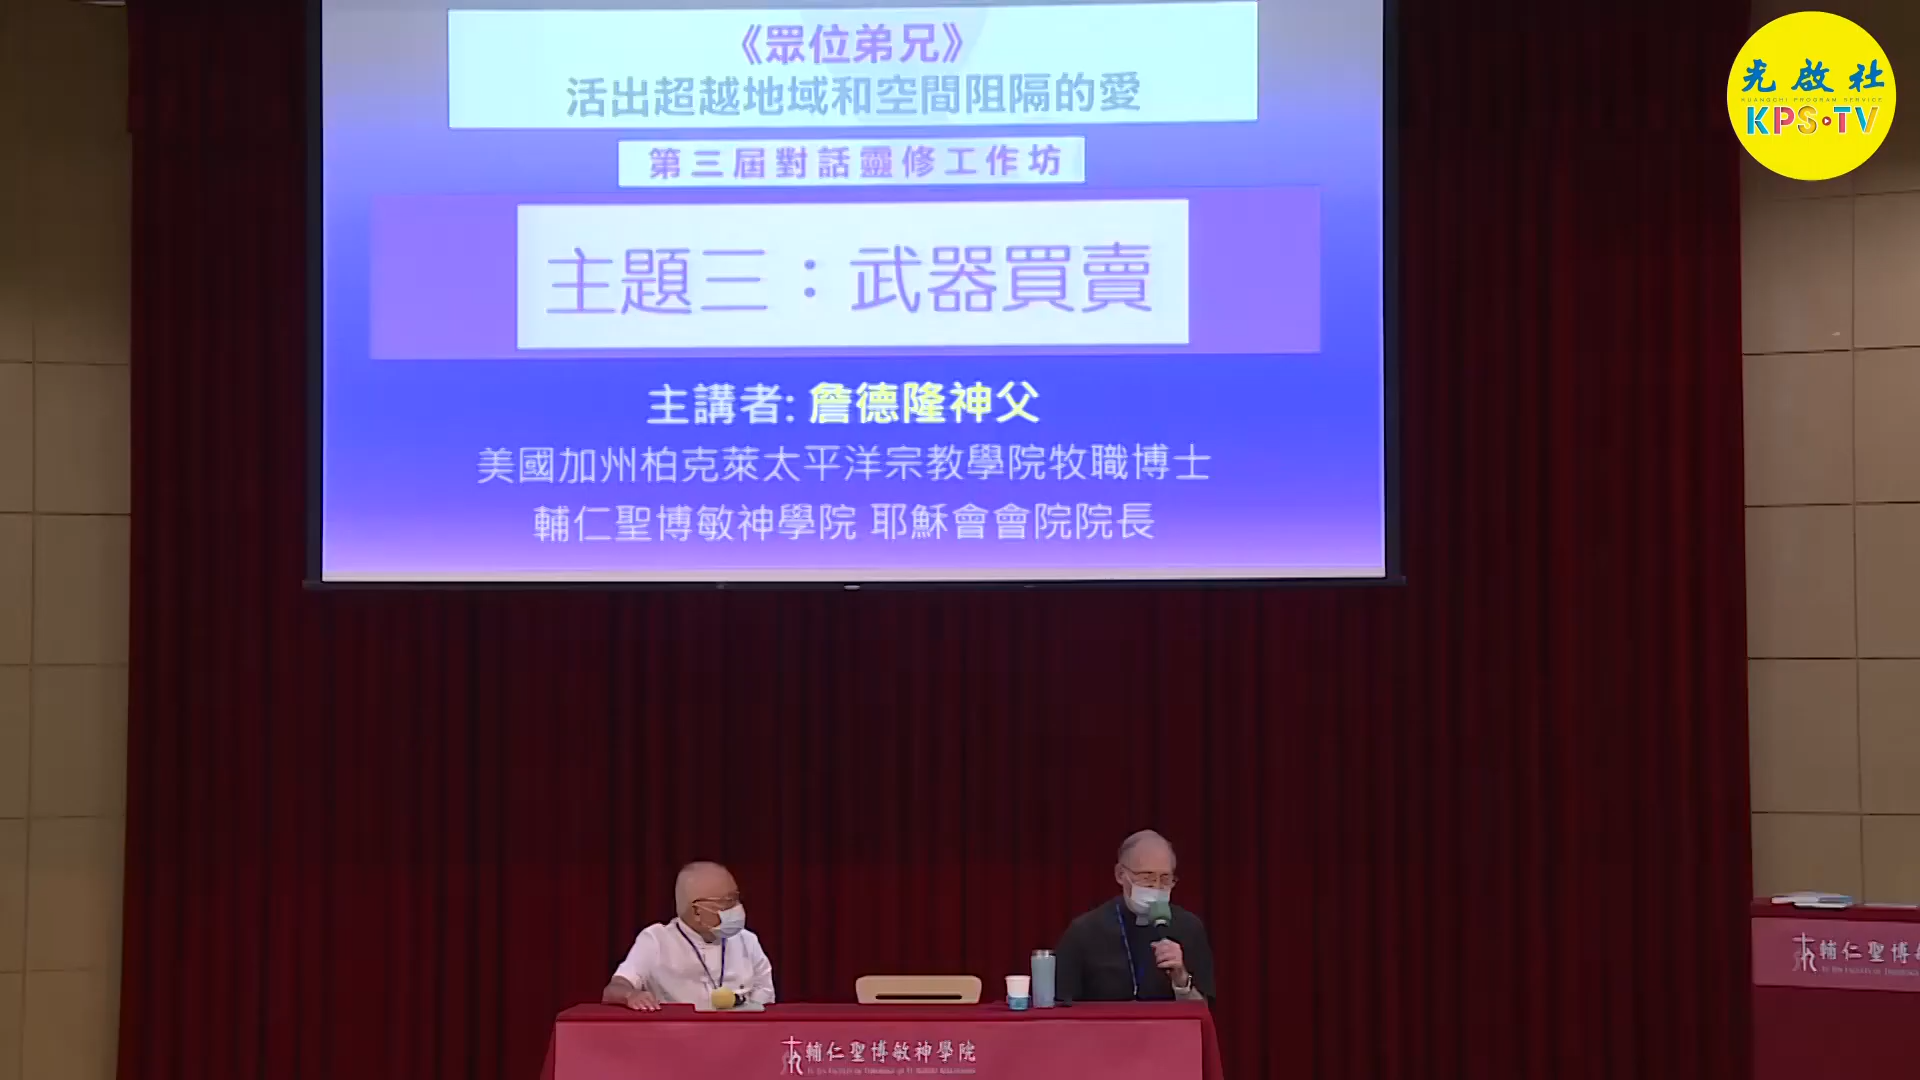 《眾位弟兄》
活出超越地域和空間阻隔的愛
第三屆對話靈修工作坊
主題三：武器買賣
主講者: 詹德隆神父
美國加州柏克萊太平洋宗教學院牧職博士
輔仁聖博敏神學院 耶穌會會院院長
光啟社
KUANGCHI PROGRAM SERVICE
KPS TV
輔仁聖博
輔仁聖博敏神學院